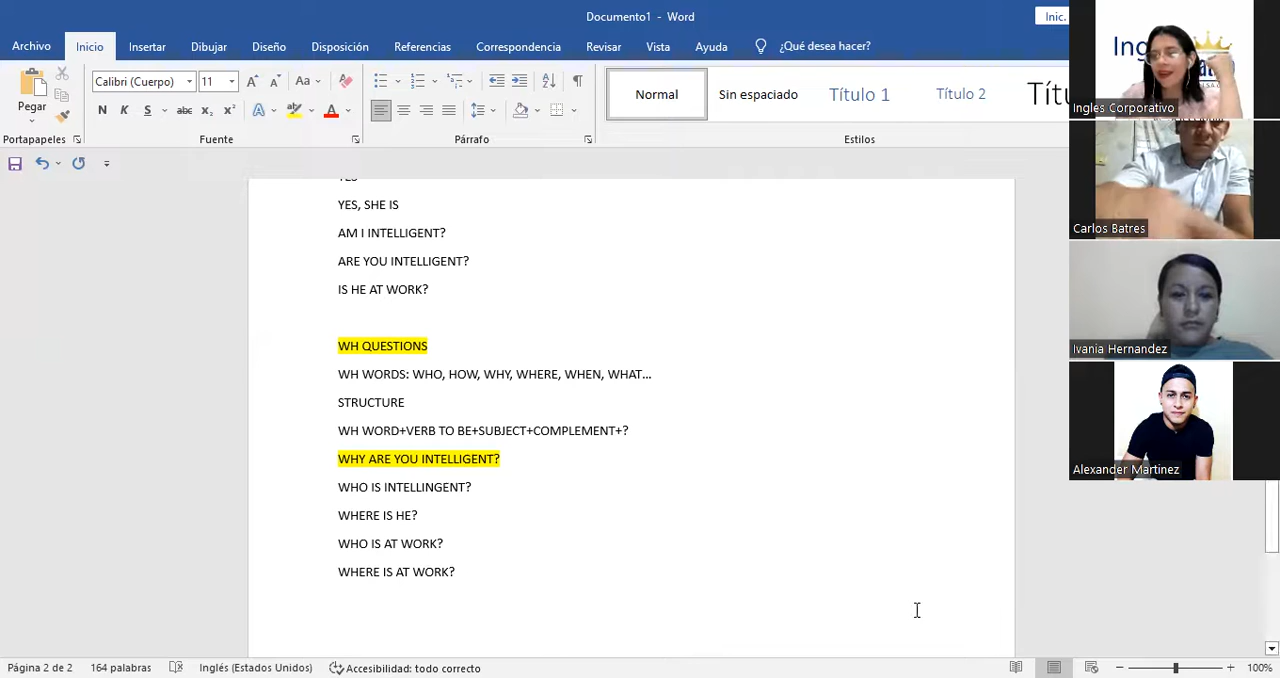 Documento1 - Word
Inic.
Archivo Inicio Insertar Dibujar Diseño Disposición Referencias Correspondencia Revisar Vista Ayuda ¿Qué desea hacer?
Pegar
Calibri (Cuerpo) 11
Normal Sin espaciado Título 1 Título 2
Portapapeles Fuente Párrafo Estilos
YES, SHE IS
AM I INTELLIGENT?
ARE YOU INTELLIGENT?
IS HE AT WORK?
WH QUESTIONS
WH WORDS: WHO, HOW, WHY, WHERE, WHEN, WHAT...
STRUCTURE
WH WORD+VERB TO BE+SUBJECT+COMPLEMENT+?
WHY ARE YOU INTELLIGENT?
WHO IS INTELLINGENT?
WHERE IS HE?
WHO IS AT WORK?
WHERE IS AT WORK?
Ingles Corporativo
Carlos Batres
Ivania Hernandez
Alexander Martinez
Página 2 de 2 164 palabras Inglés (Estados Unidos) Accesibilidad: todo correcto 100%